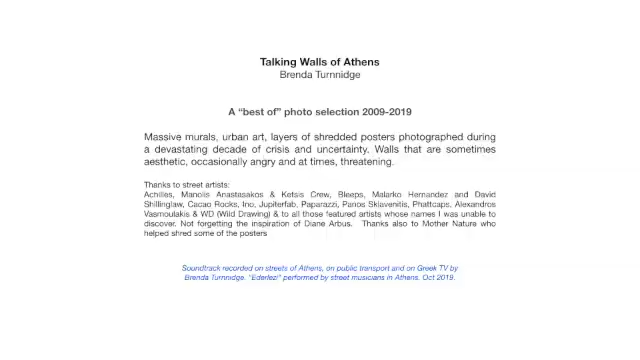 Talking Walls of Athens
Brenda Turnnidge
A “best of” photo selection 2009-2019
Massive murals, urban art, layers of shredded posters photographed during
a devastating decade of crisis and uncertainty. Walls that are sometimes
aesthetic, occasionally angry and at times, threatening.
Thanks to street artists:
Achilles, Manolis Anastasakos & Ketsis Crew, Bleeps, Malarko Hernandez and David
Shillinglaw, Cacao Rocks, Ino, Jupiterfab, Paparazzi, Panos Sklavenitis, Phattcaps, Alexandros
Vasmoulakis & WD (Wild Drawing) & to all those featured artists whose names I was unable to
discover. Not forgetting the inspiration of Diane Arbus. Thanks also to Mother Nature who
helped shred some of the posters
Soundtrack recorded on streets of Athens, on public transport and on Greek TV by
Brenda Turnnidge. "Ederlezi" performed by street musicians in Athens. Oct 2019.